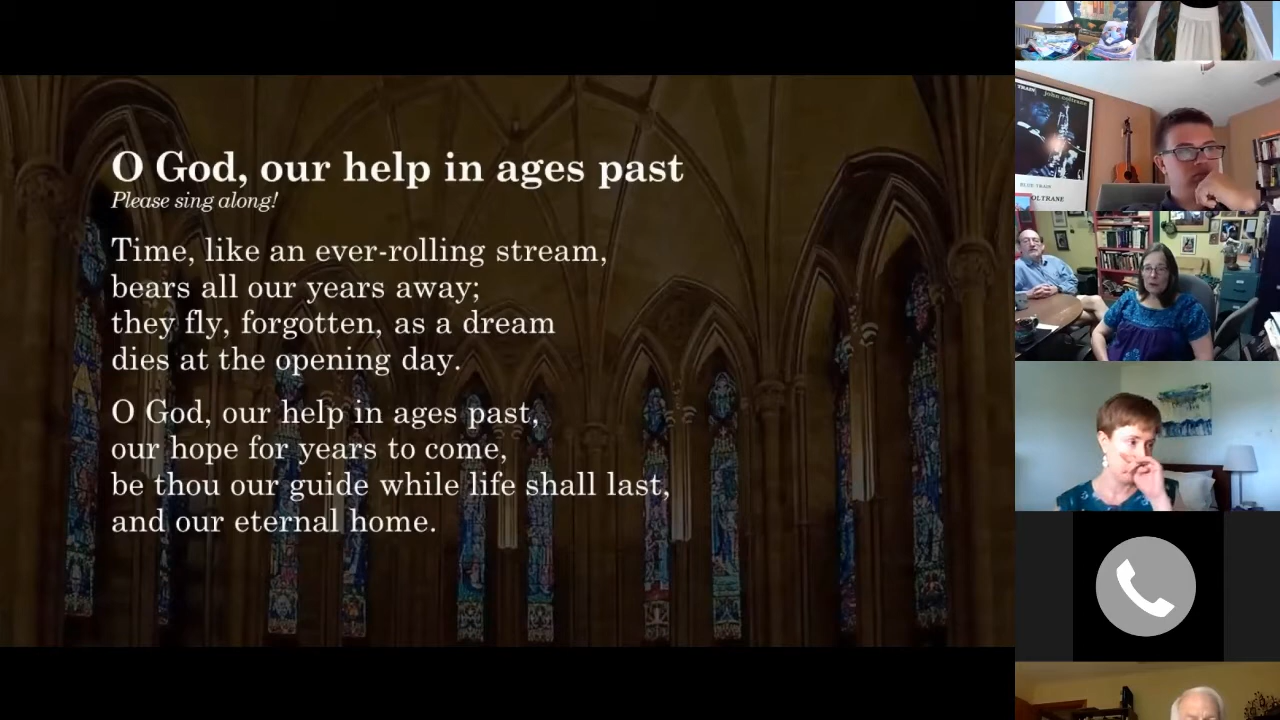 O God, our help in ages past
Please sing along!
Time, like an ever-rolling stream,
bears all our years away;
they fly, forgotten, as a dream
dies at the opening day.
O God, our help in ages past,
our hope for years to come,
be thou our guide while life shall last,
and our eternal home.
TRAIN john coltrane
BLUE TRAIN
OLTRANE